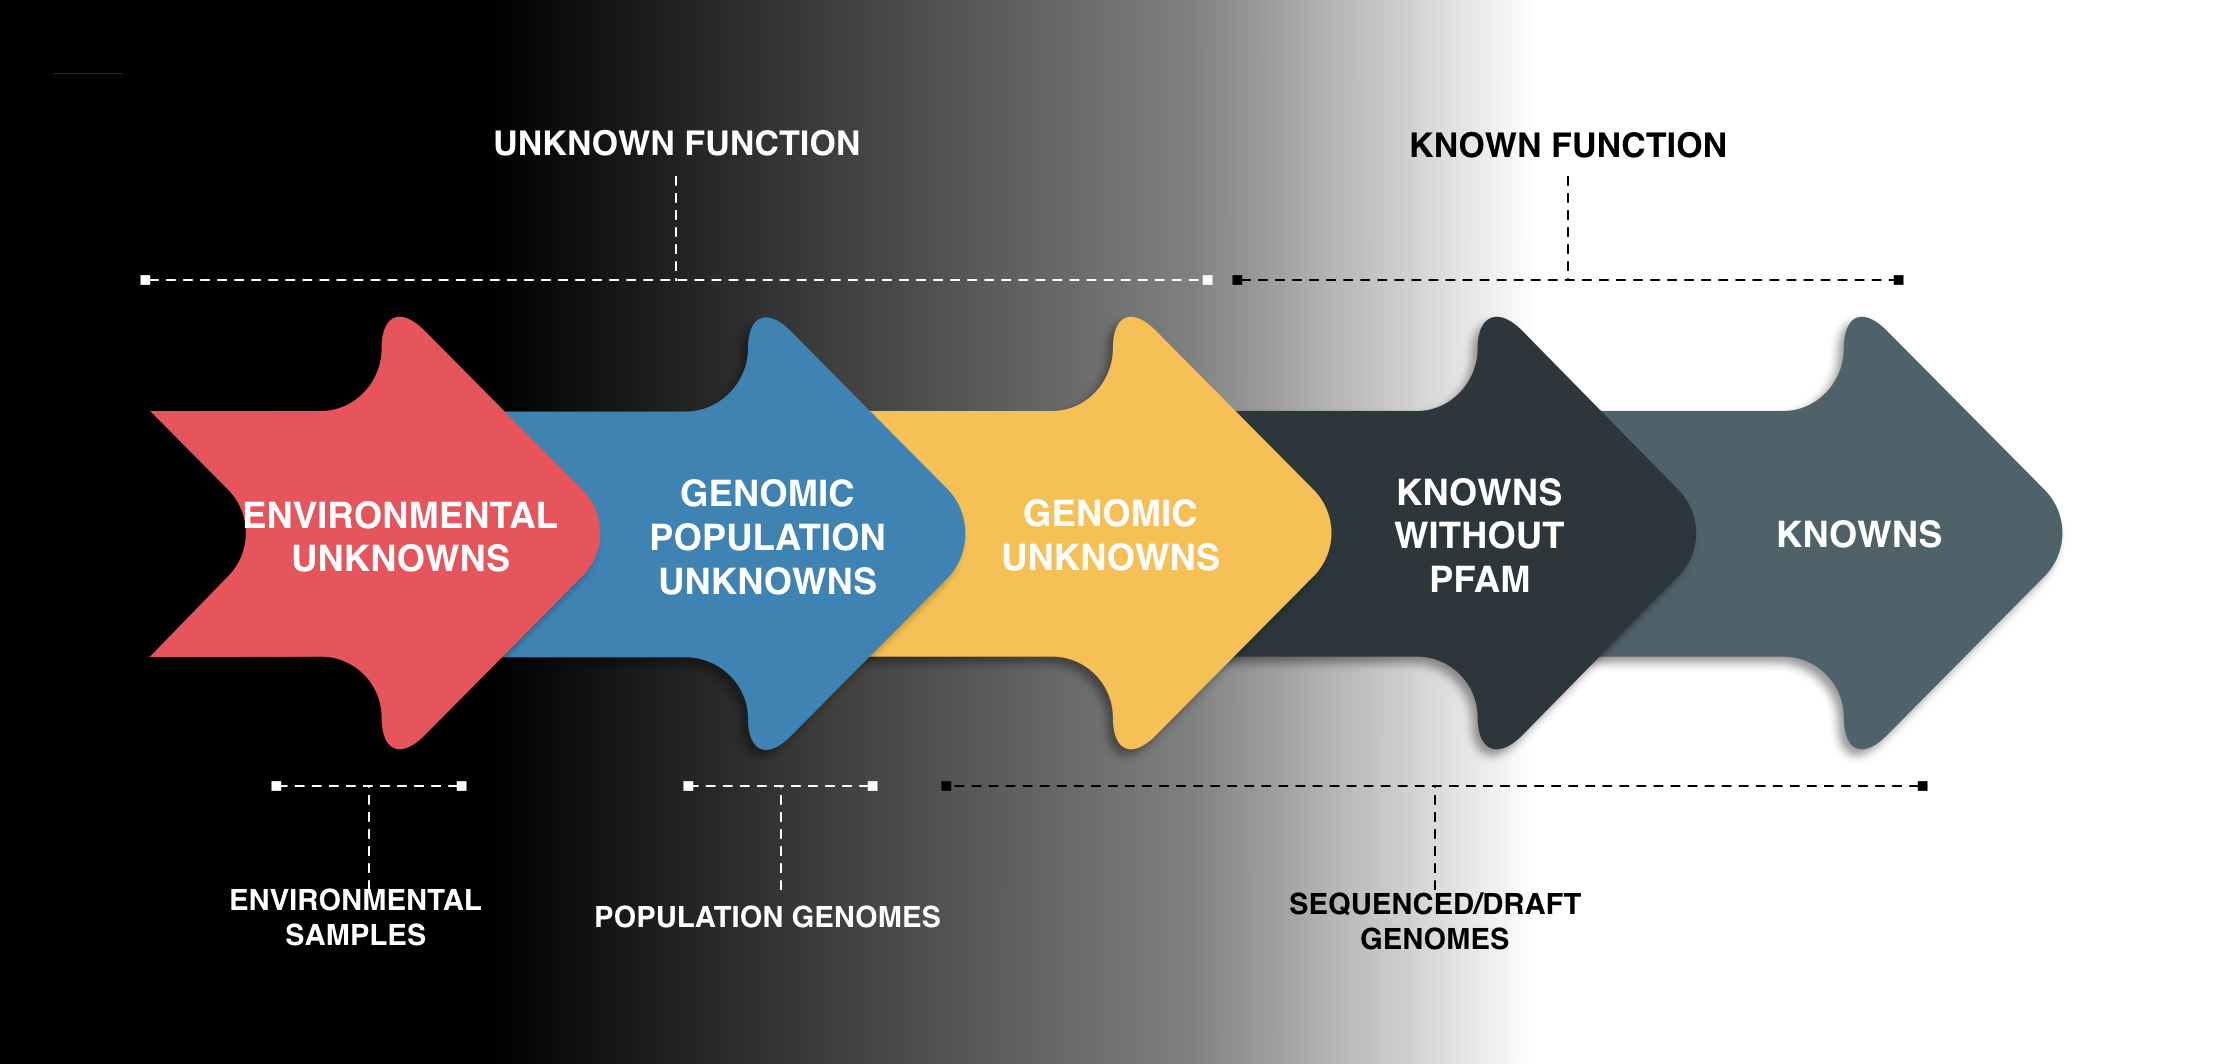 UNKNOWN FUNCTION
KNOWN FUNCTION
ENVIRONMENTAL
UNKNOWNS
GENOMIC
POPULATION
UNKNOWNS
GENOMIC
UNKNOWNS
KNOWNS
WITHOUT
PFAM
KNOWNS
ENVIRONMENTAL
SAMPLES
POPULATION GENOMES
SEQUENCED/DRAFT
GENOMES